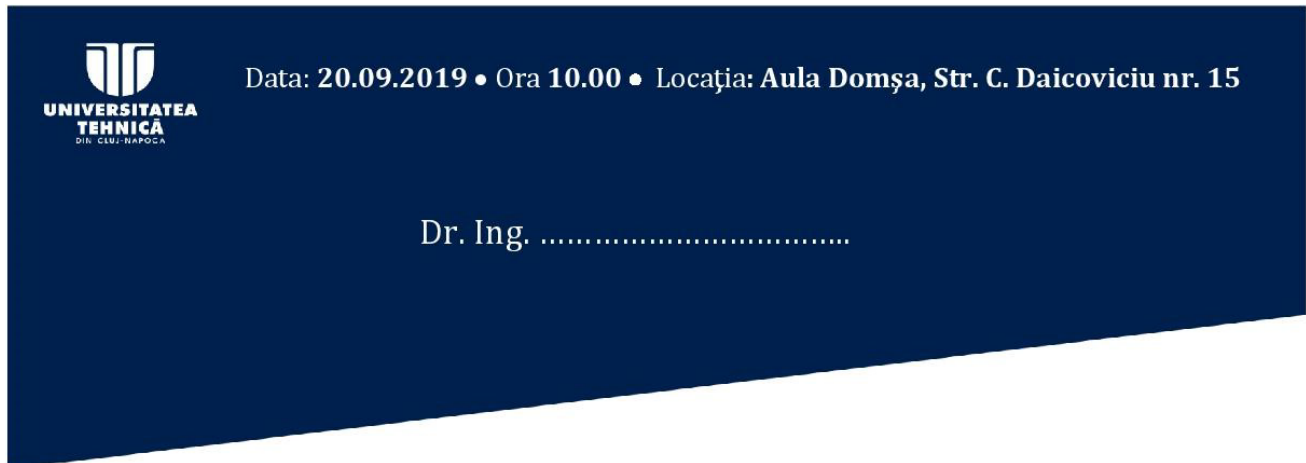 UNIVERSITATEA
TEHNICĂ
DIN CLUJ-NAPOCA
Data: 20.09.2019 • Ora 10.00 • Locaţia: Aula Domşa, Str. C. Daicoviciu nr. 15
Dr. Ing. ………………………………..